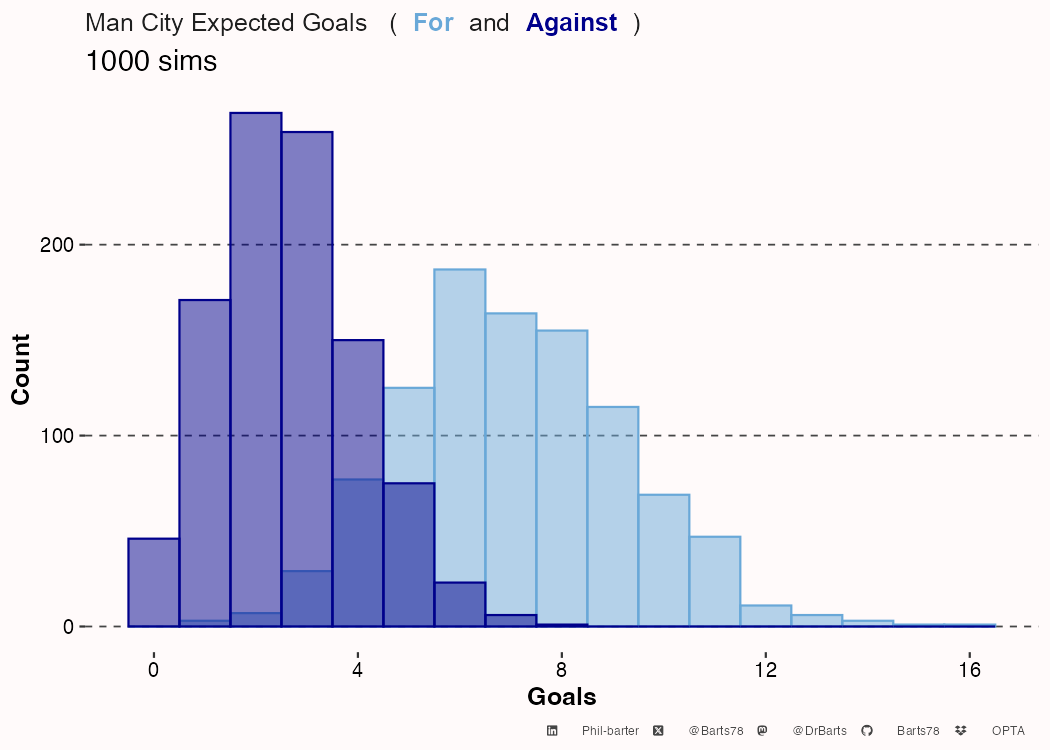 Man City Expected Goals ( For and Against )
1000 sims
200
100
0
Count
0 4 8 12 16
Goals
Phil-barter @Barts78 @DrBarts Barts78 OPTA